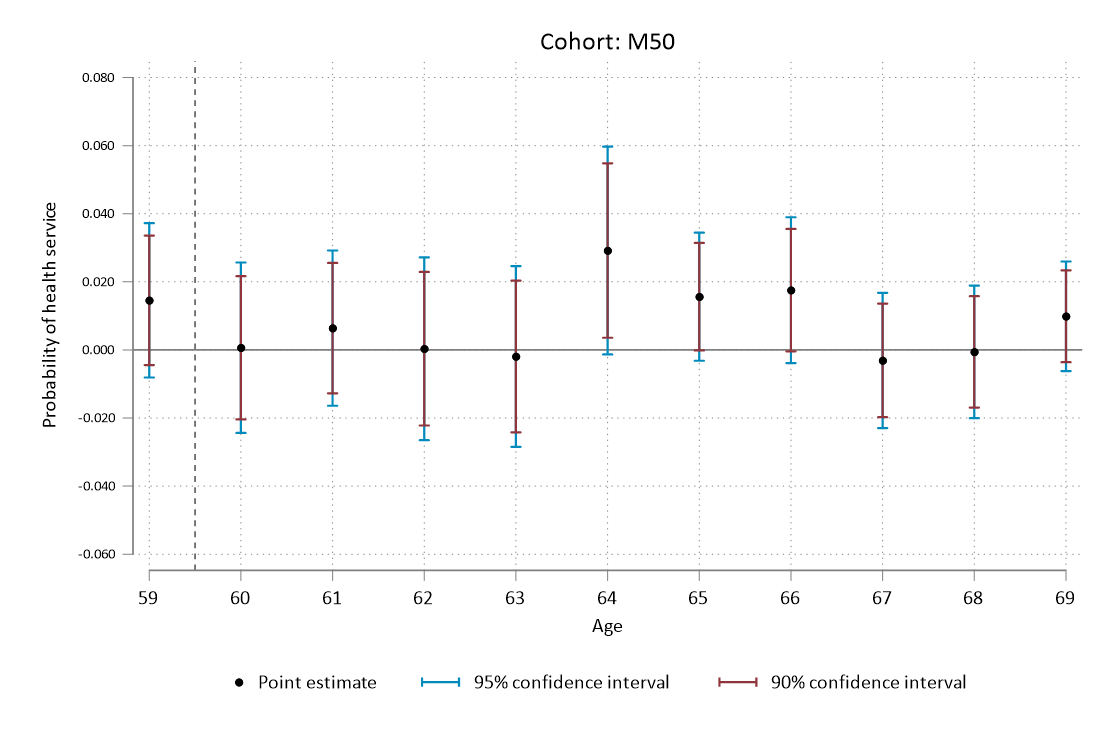 Cohort: M50
Probability of health service
0.080
0.060
0.040
0.020
0.000
-0.020
-0.040
-0.060
59 60 61 62 63 64 65 66 67 68 69
Age
Point estimate 95% confidence interval 90% confidence interval